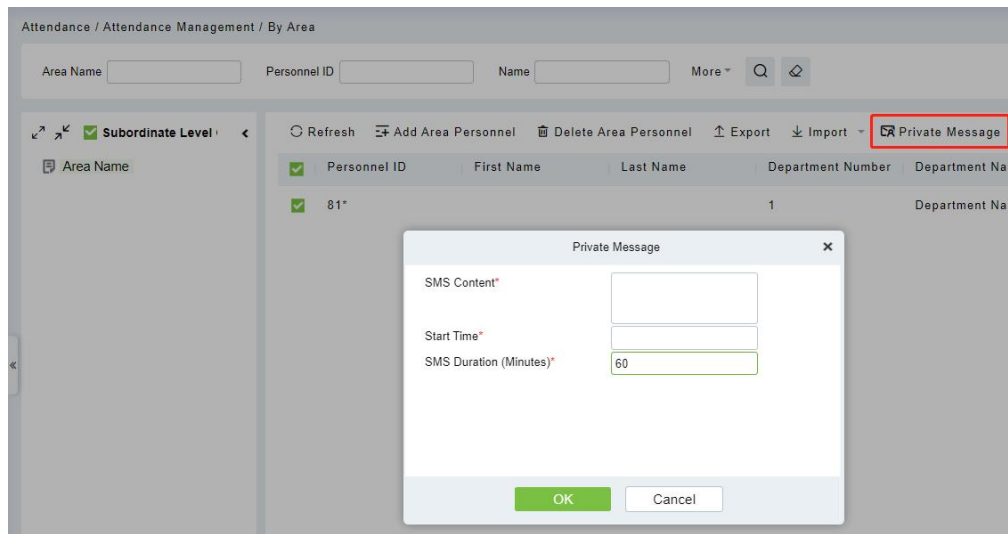 Attendance / Attendance Management / By Area
Area Name Personnel ID Name More
Subordinate Level
Refresh Add Area Personnel Delete Area Personnel Export Import Private Message
Area Name
Personnel ID First Name Last Name Department Number Department Na
81* 1 Department Na
Private Message
SMS Content*
Start Time*
SMS Duration (Minutes)* 60
OK Cancel